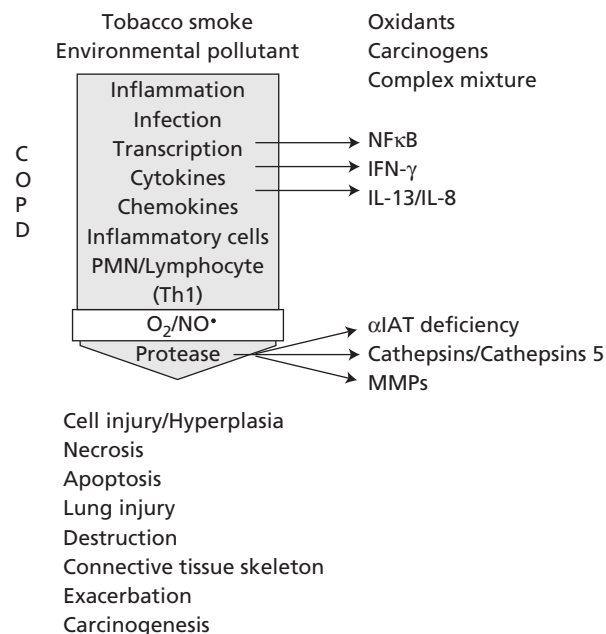 Tobacco smoke
Environmental pollutant
Oxidants
Carcinogens
Complex mixture
C
O
P
D
Inflammation
Infection
Transcription
Cytokines
Chemokines
Inflammatory cells
PMN/Lymphocyte
(Th1)
NFκB
IFN-γ
IL-13/IL-8
O₂/NO•
Protease
αIAT deficiency
Cathepsins/Cathepsins 5
MMPs
Cell injury/Hyperplasia
Necrosis
Apoptosis
Lung injury
Destruction
Connective tissue skeleton
Exacerbation
Carcinogenesis